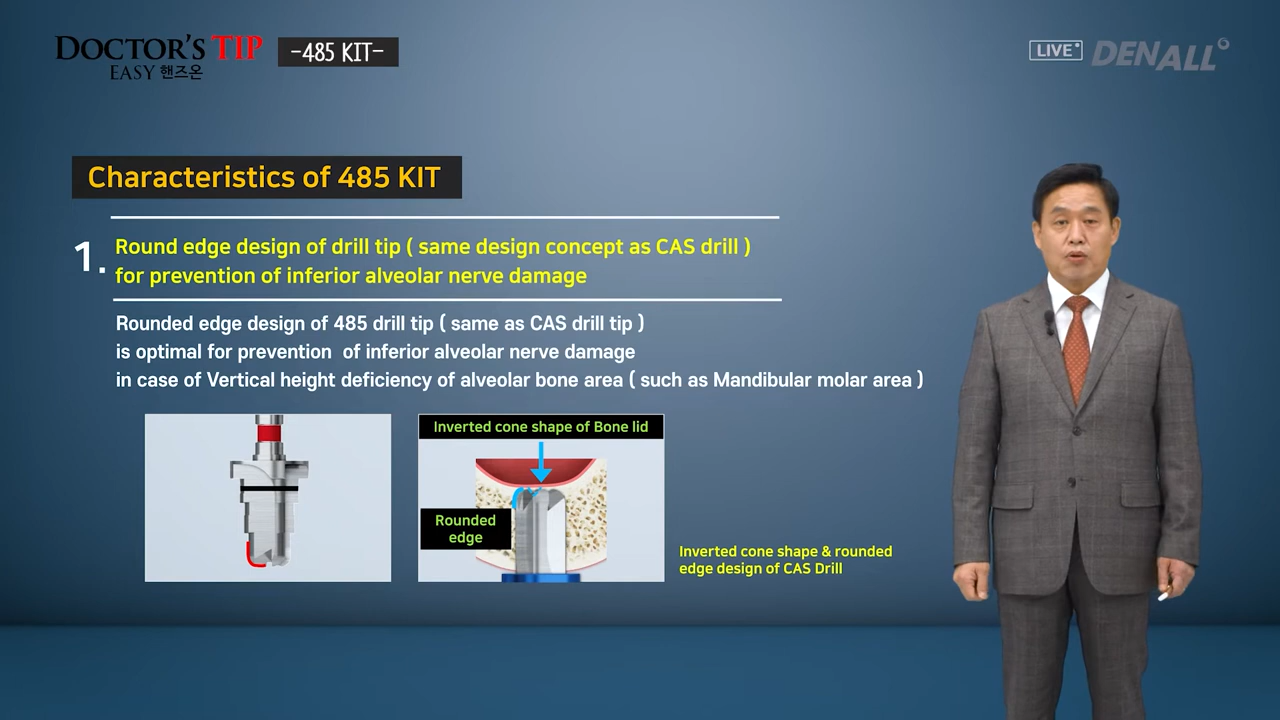 DOCTOR'S TIP
EASY 핸즈온
-485 KIT-
LIVE
DENALL
Characteristics of 485 KIT
1. Round edge design of drill tip ( same design concept as CAS drill )
for prevention of inferior alveolar nerve damage
Rounded edge design of 485 drill tip ( same as CAS drill tip )
is optimal for prevention of inferior alveolar nerve damage
in case of Vertical height deficiency of alveolar bone area ( such as Mandibular molar area )
Inverted cone shape of Bone lid
Rounded
edge
Inverted cone shape & rounded
edge design of CAS Drill